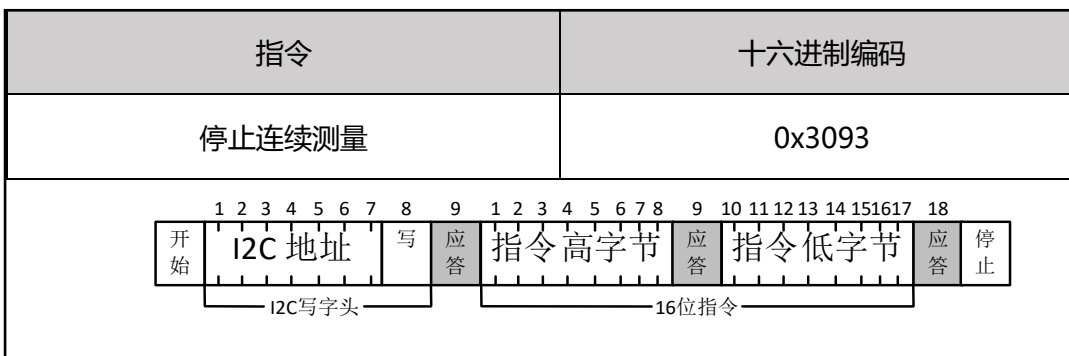 指令 十六进制编码
停止连续测量 0x3093
1 2 3 4 5 6 7 8 9 1 2 3 4 5 6 7 8 9 10 11 12 13 14 15 16 17 18
开始 I2C 地址 写 应答 指令高字节 应答 指令低字节 应答 停止
I2C写字头 16位指令